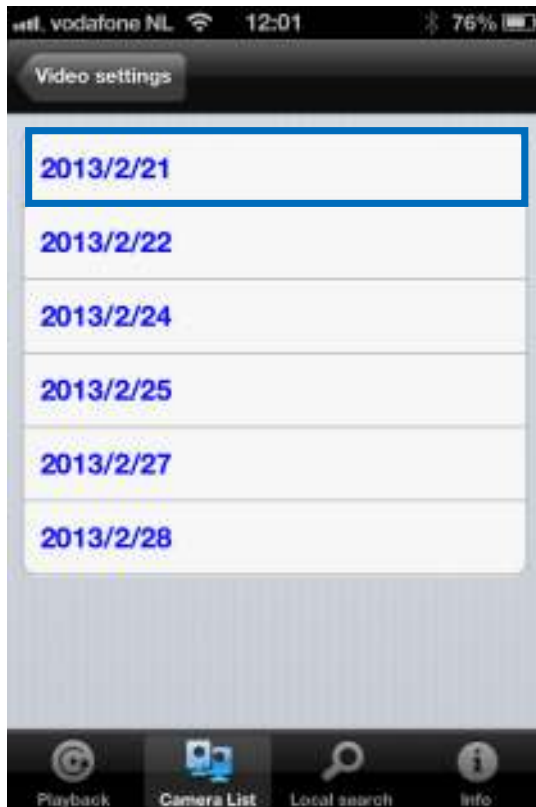 vodafone NL 12:01 76%
Video settings
2013/2/21
2013/2/22
2013/2/24
2013/2/25
2013/2/27
2013/2/28
Playback Camera List Local search Info